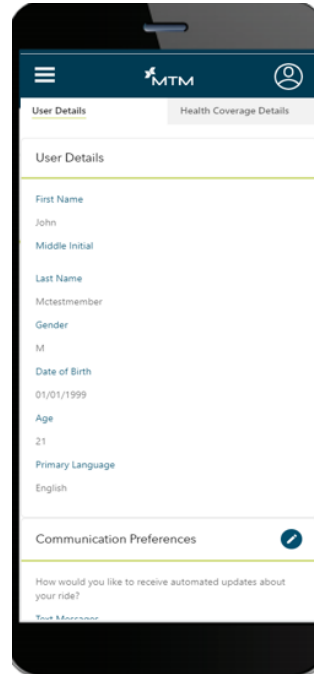 MTM
User Details
Health Coverage Details
User Details
First Name
John
Middle Initial
Last Name
Mctestmember
Gender
M
Date of Birth
01/01/1999
Age
21
Primary Language
English
Communication Preferences
How would you like to receive automated updates about
your ride?
Text Messages